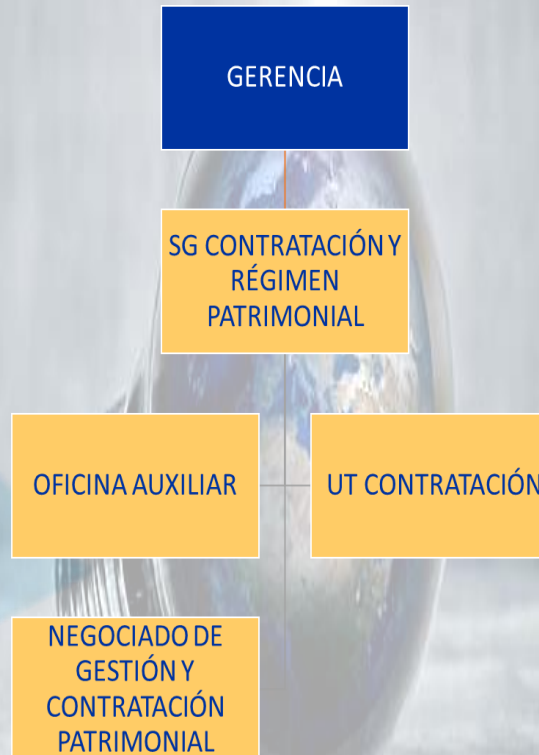 GERENCIA
SG CONTRATACIÓN Y
RÉGIMEN
PATRIMONIAL
OFICINA AUXILIAR
UT CONTRATACIÓN
NEGOCIADO DE
GESTIÓN Y
CONTRATACIÓN
PATRIMONIAL